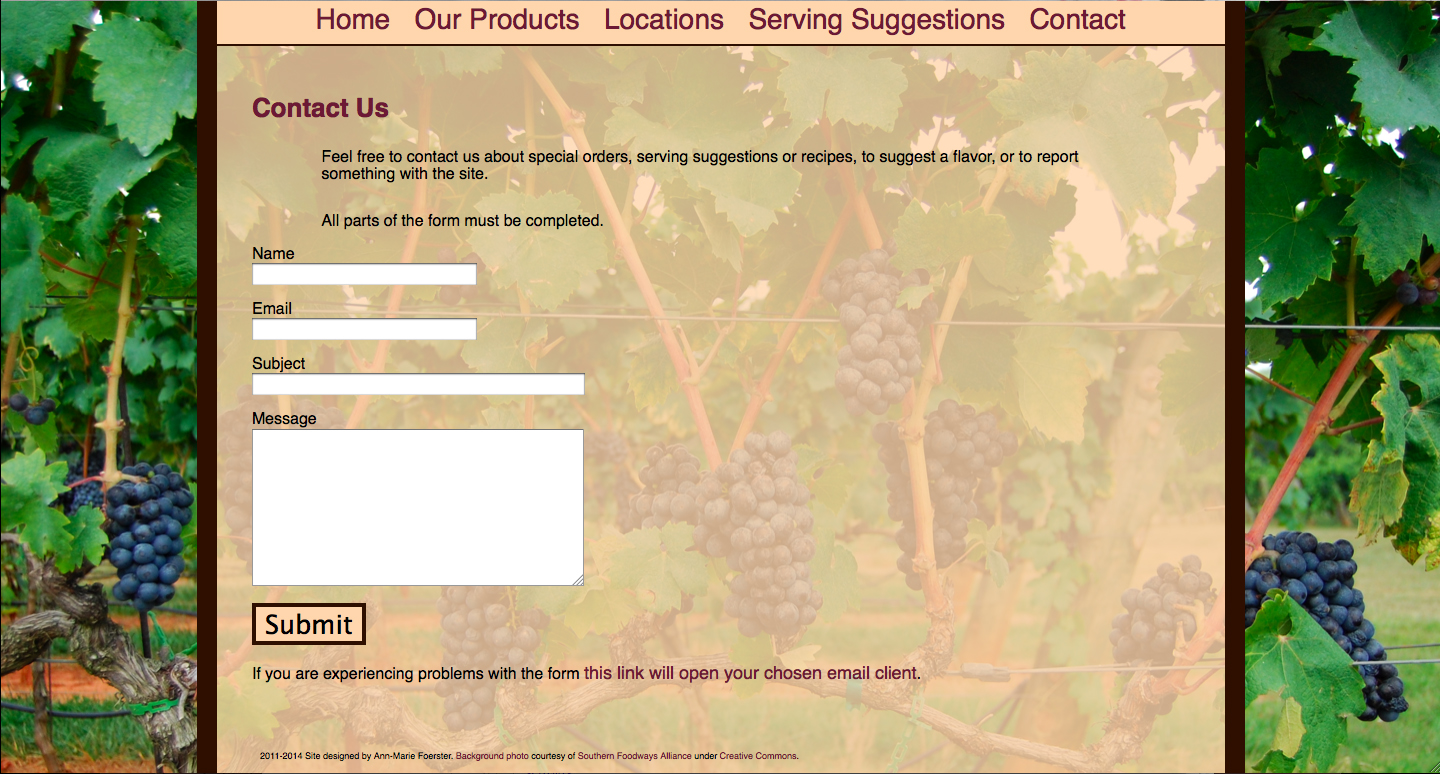 Home Our Products Locations Serving Suggestions Contact
Contact Us
Feel free to contact us about special orders, serving suggestions or recipes, to suggest a flavor, or to report
something with the site.
All parts of the form must be completed.
Name
Email
Subject
Message
Submit
If you are experiencing problems with the form this link will open your chosen email client.
2011-2014 Site designed by Ann-Marie Foerster. Background photo courtesy of Southern Foodways Alliance under Creative Commons.